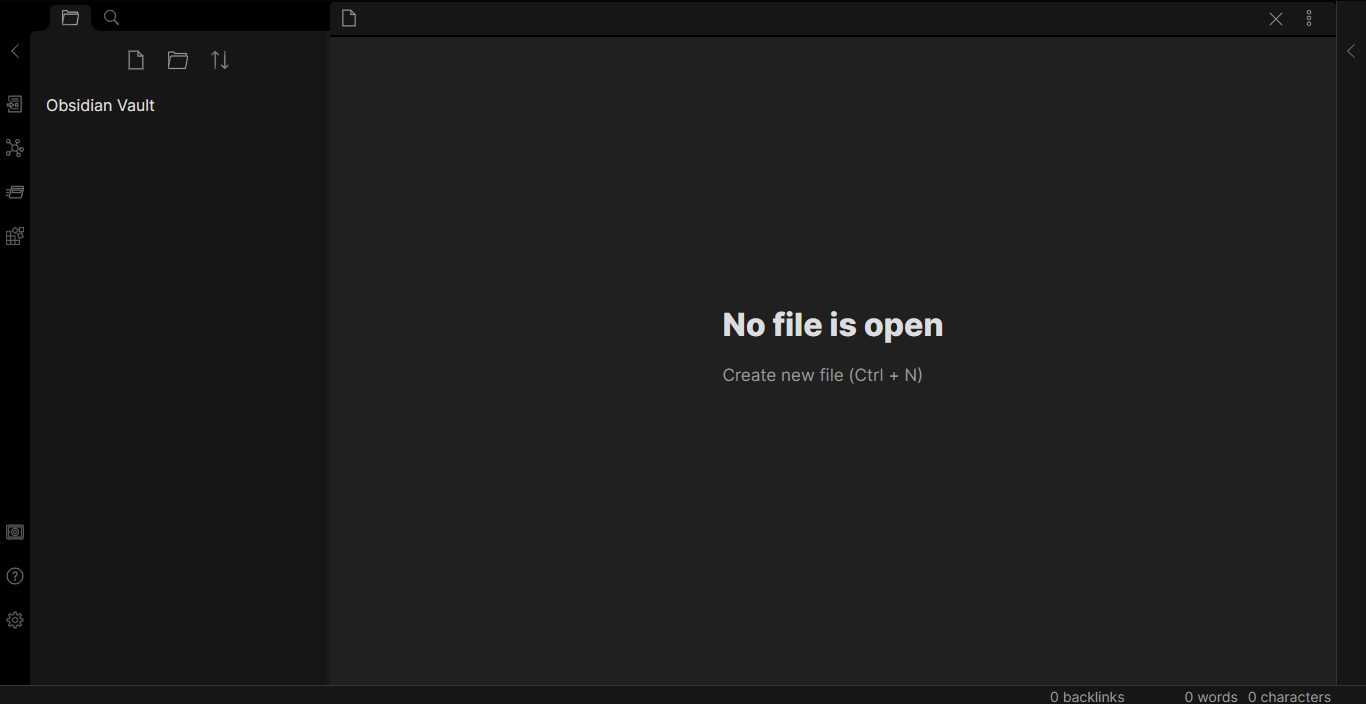 Obsidian Vault
No file is open
Create new file (Ctrl + N)
0 backlinks 0 words 0 characters